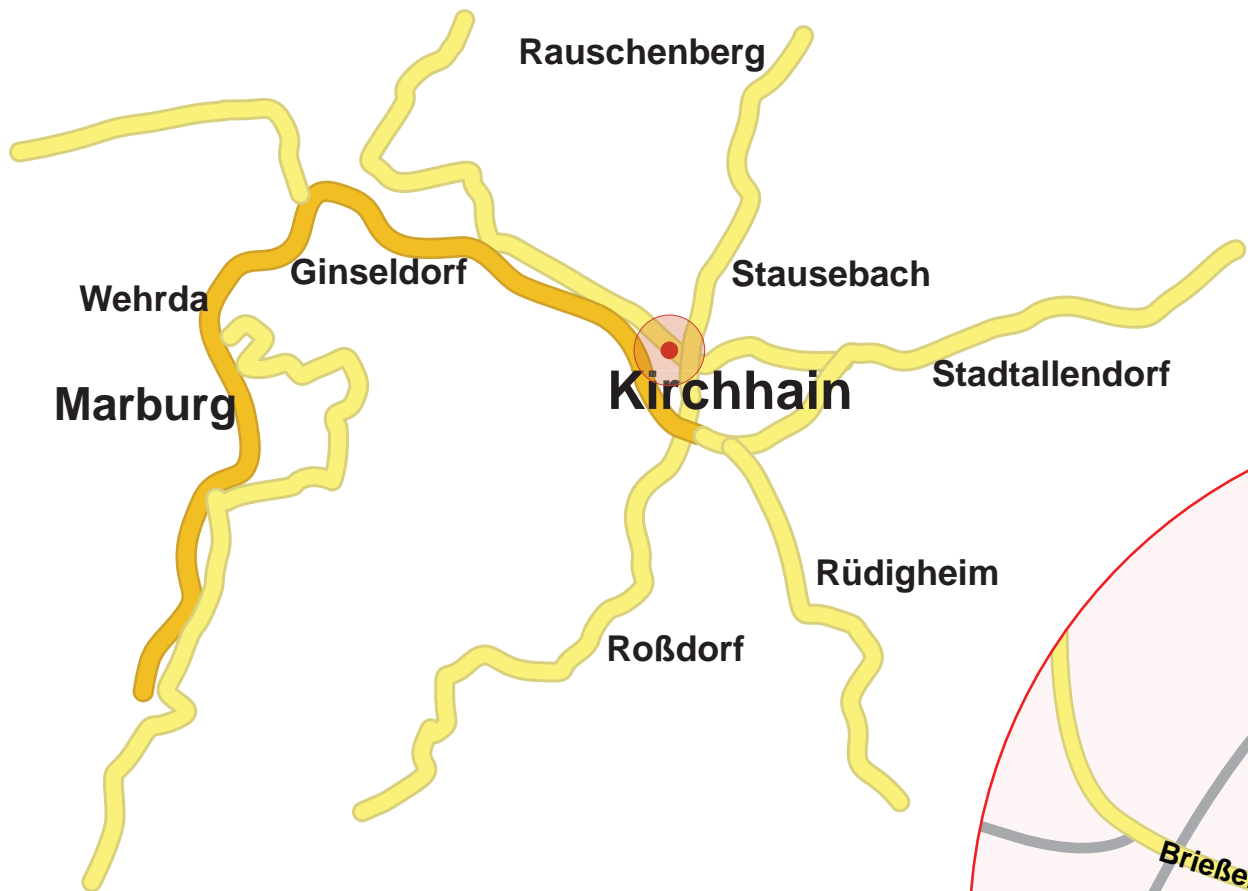 Rauschenberg
Stausebach
Ginseldorf
Wehrda
Stadtallendorf
Marburg
Kirchhain
Rüdigheim
Roßdorf